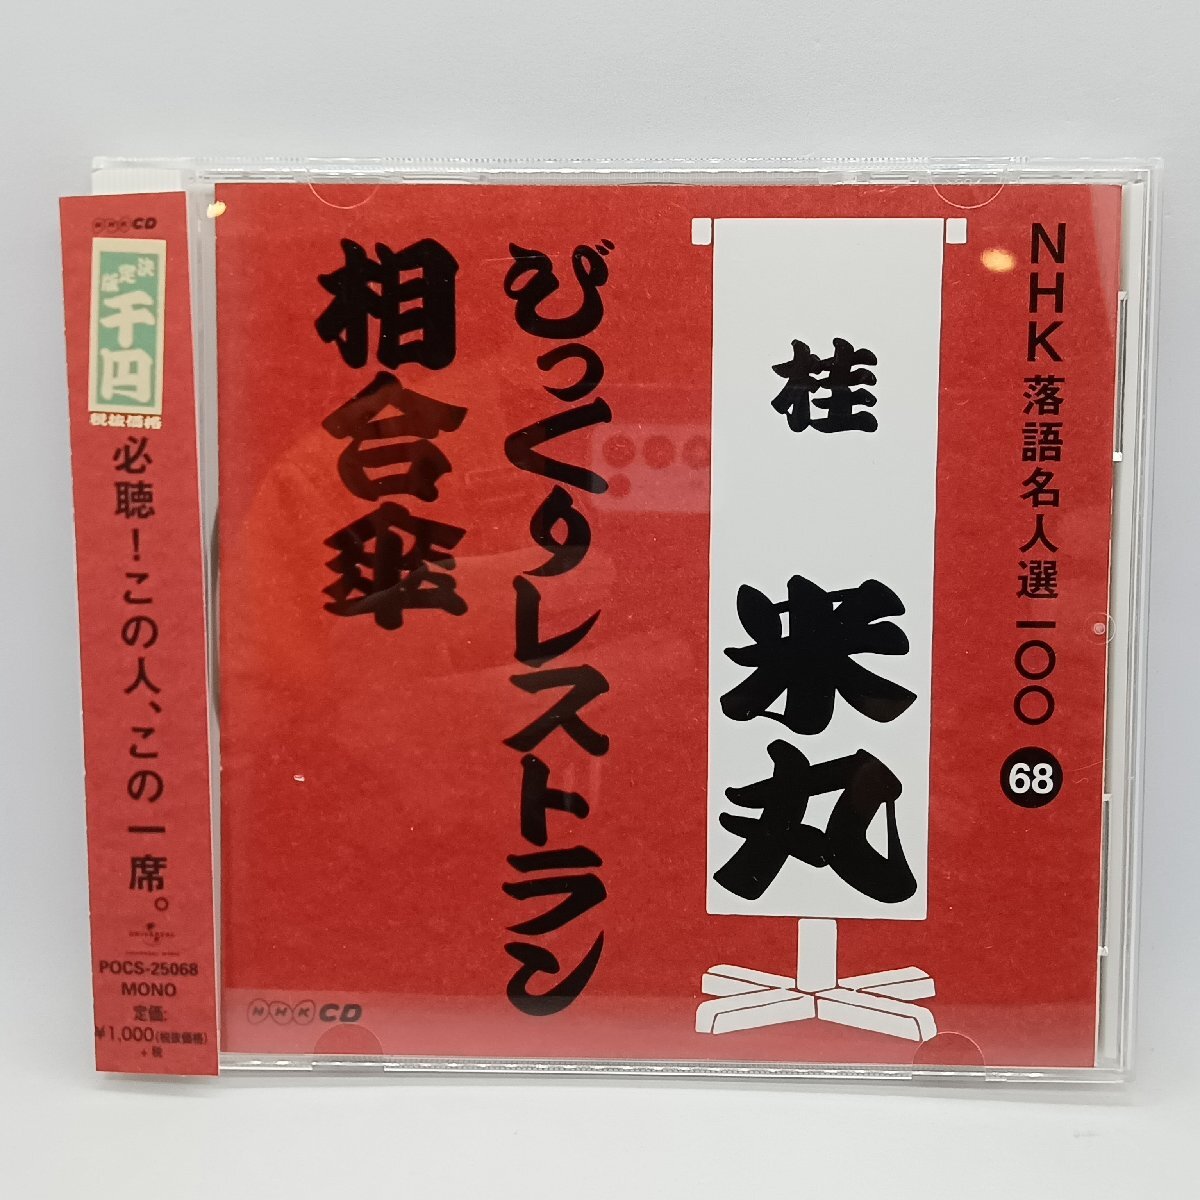 NHK落語名人選一〇〇
68
桂 米丸
びっくりレストラン
相合傘
NHK CD
NHK CD
決定版
千円
税抜価格
必聴！この人、この一席。
UNIVERSAL
POCS-25068
MONO
定価:
¥1,000(税抜価格)
+税